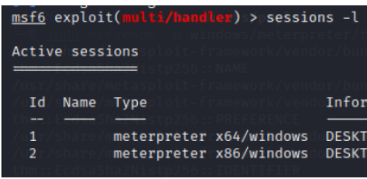 msf6 exploit(multi/handler) > sessions -l
Active sessions
===============
Id Name Type Infor
-- ---- ----
1 meterpreter x64/windows DESKT
2 meterpreter x86/windows DESKT